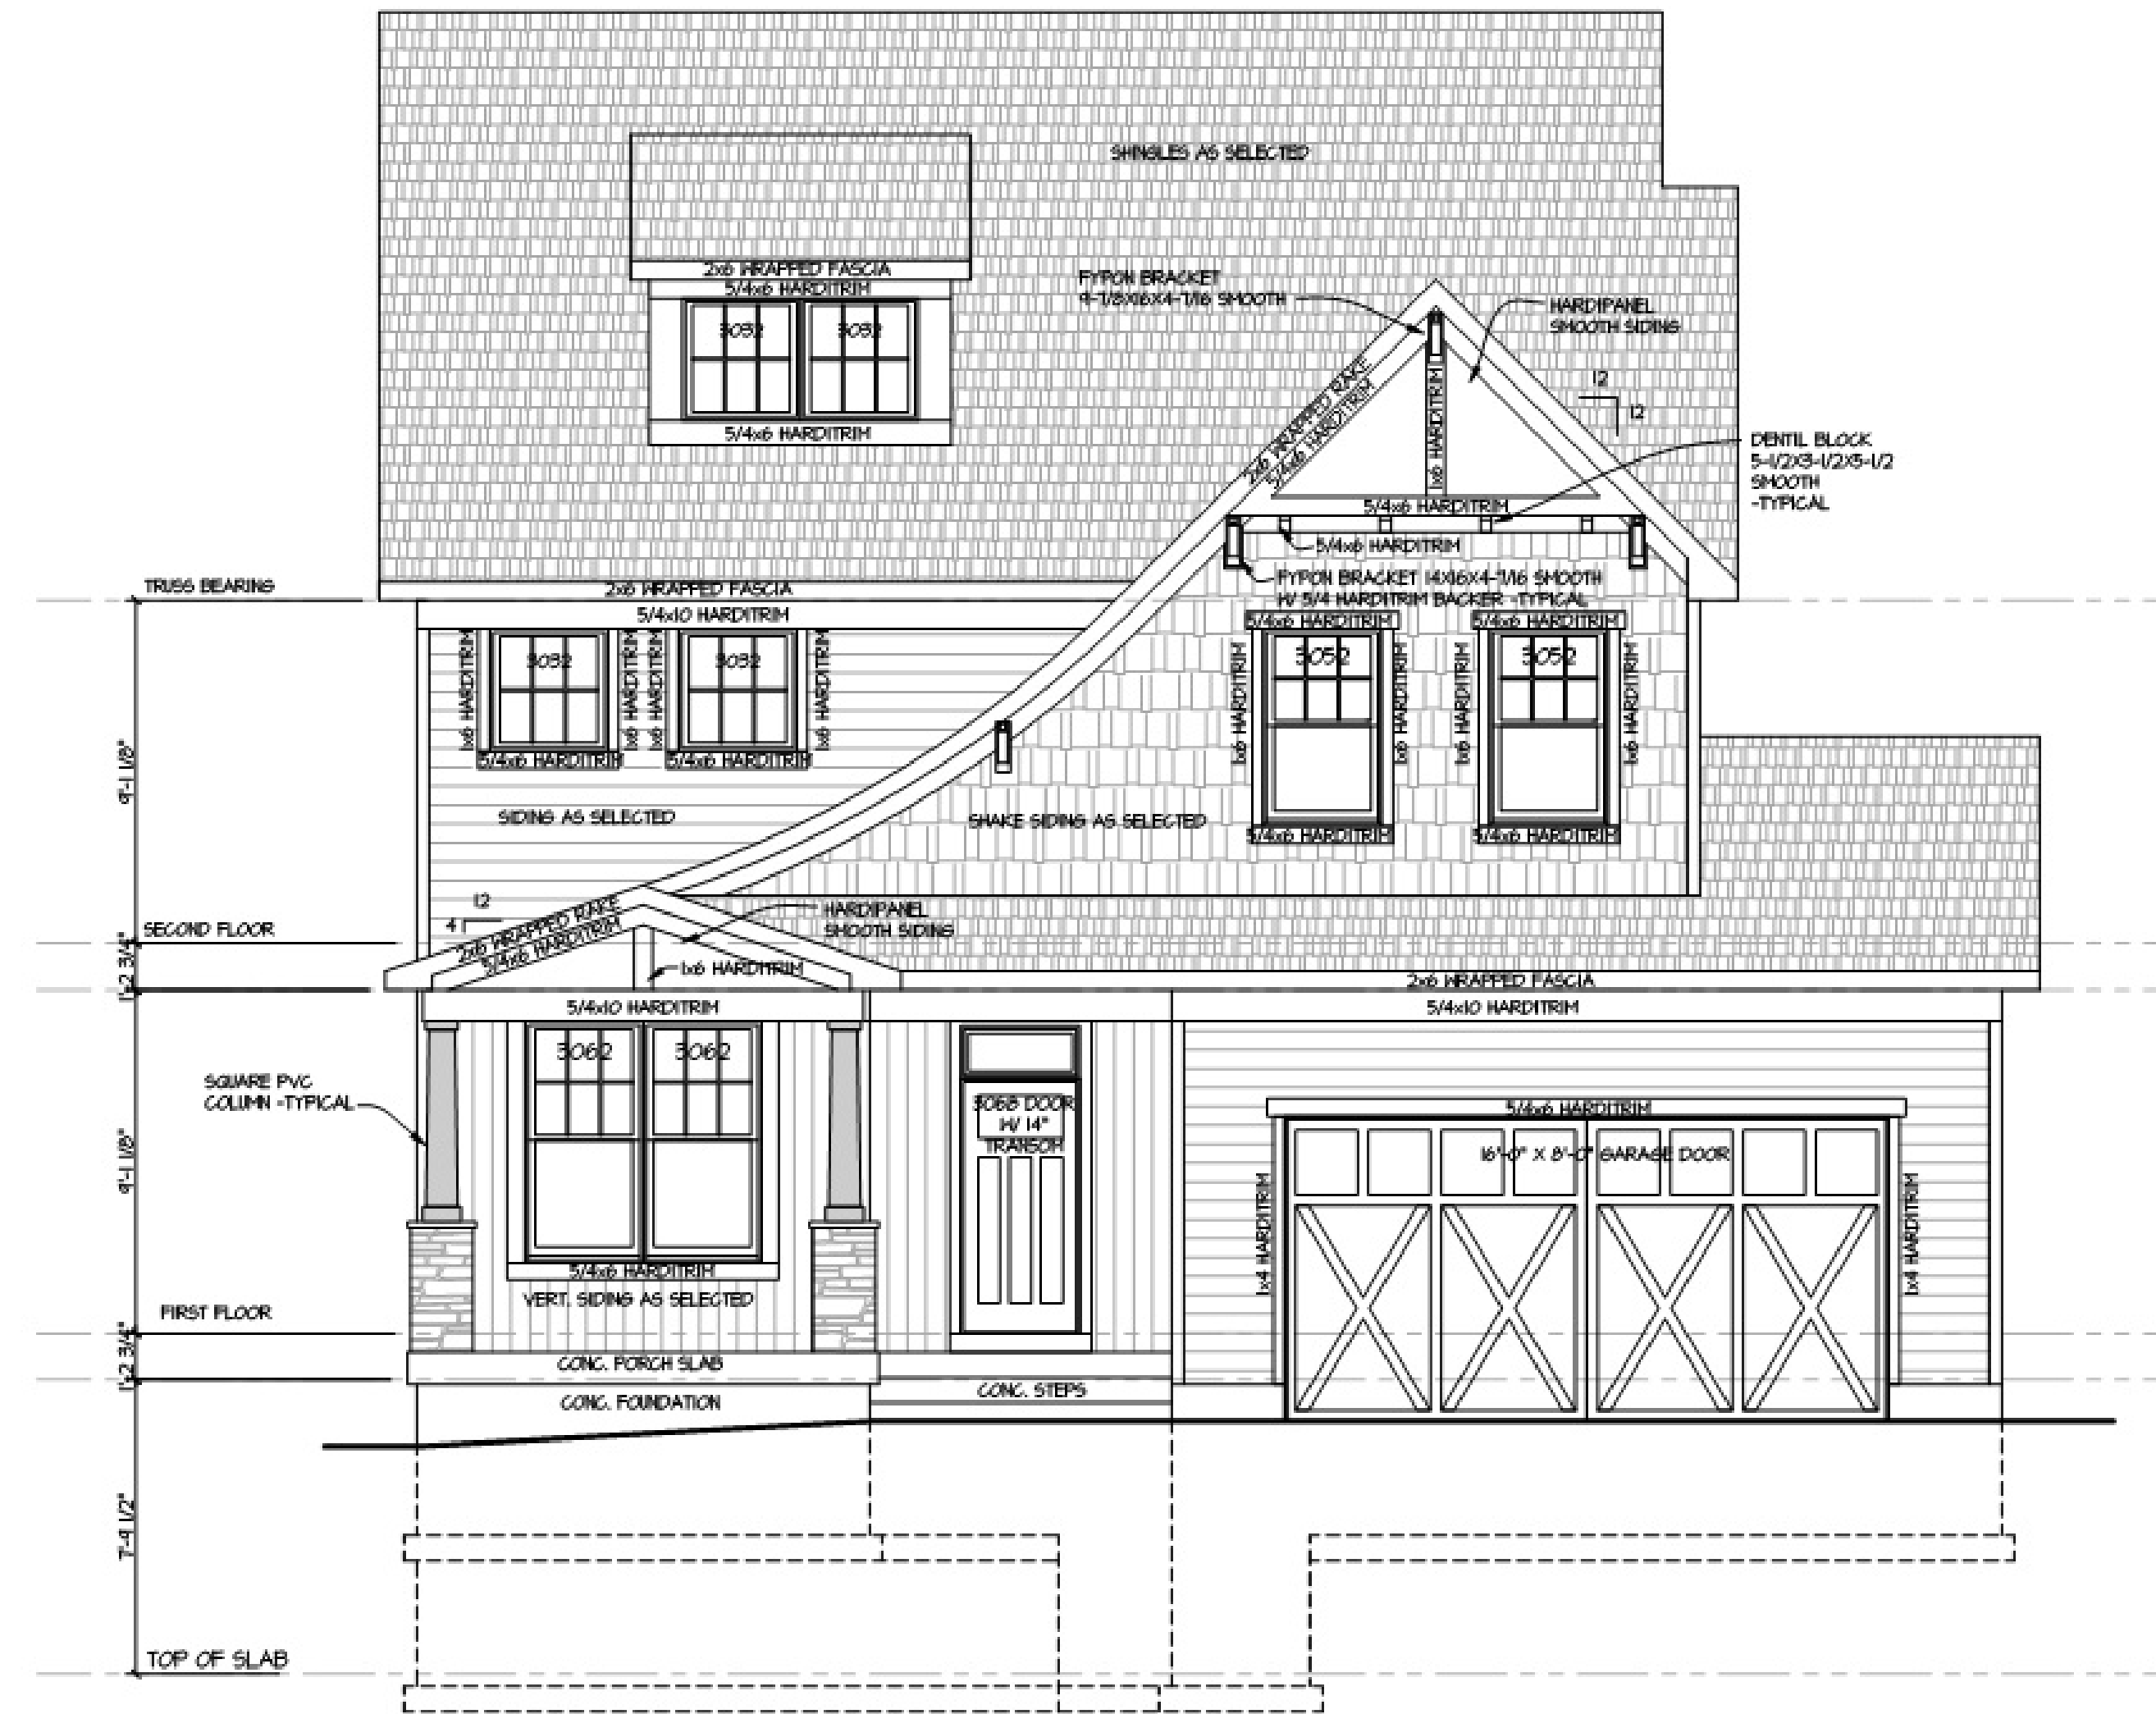 SHINGLES AS SELECTED
2x6 WRAPPED FASCIA
5/4x6 HARDITRIM
3032
3032
5/4x6 HARDITRIM
FYPON BRACKET
9-7/8X16X4-7/16 SMOOTH
HARDIPANEL
SMOOTH SIDING
2x6 WRAPPED RAKE
5/4x6 HARDITRIM
1x6 HARDITRIM
12
12
DENTIL BLOCK
5-1/2X3-1/2X5-1/2
SMOOTH
-TYPICAL
5/4x6 HARDITRIM
5/4x6 HARDITRIM
FYPON BRACKET 14X16X4-7/16 SMOOTH
W/ 5/4 HARDITRIM BACKER -TYPICAL
TRUSS BEARING
2x6 WRAPPED FASCIA
5/4x10 HARDITRIM
1x6 HARDITRIM
3032
1x6 HARDITRIM
1x6 HARDITRIM
3032
1x6 HARDITRIM
5/4x6 HARDITRIM
5/4x6 HARDITRIM
5/4x6 HARDITRIM
5/4x6 HARDITRIM
1x6 HARDITRIM
3052
1x6 HARDITRIM
1x6 HARDITRIM
3052
1x6 HARDITRIM
5/4x6 HARDITRIM
5/4x6 HARDITRIM
9'-1 1/8"
SIDING AS SELECTED
SHAKE SIDING AS SELECTED
12
4
2x6 WRAPPED RAKE
5/4x6 HARDITRIM
HARDIPANEL
SMOOTH SIDING
1x6 HARDITRIM
SECOND FLOOR
1'-2 3/4"
2x6 WRAPPED FASCIA
5/4x10 HARDITRIM
5/4x10 HARDITRIM
3062
3062
SQUARE PVC
COLUMN -TYPICAL
3068 DOOR
W/ 14"
TRANSOM
5/4x6 HARDITRIM
16'-0" X 8'-0" GARAGE DOOR
1x4 HARDITRIM
1x4 HARDITRIM
9'-1 1/8"
5/4x6 HARDITRIM
VERT. SIDING AS SELECTED
FIRST FLOOR
1'-2 3/4"
CONC. PORCH SLAB
CONC. STEPS
CONC. FOUNDATION
7'-9 1/2"
TOP OF SLAB